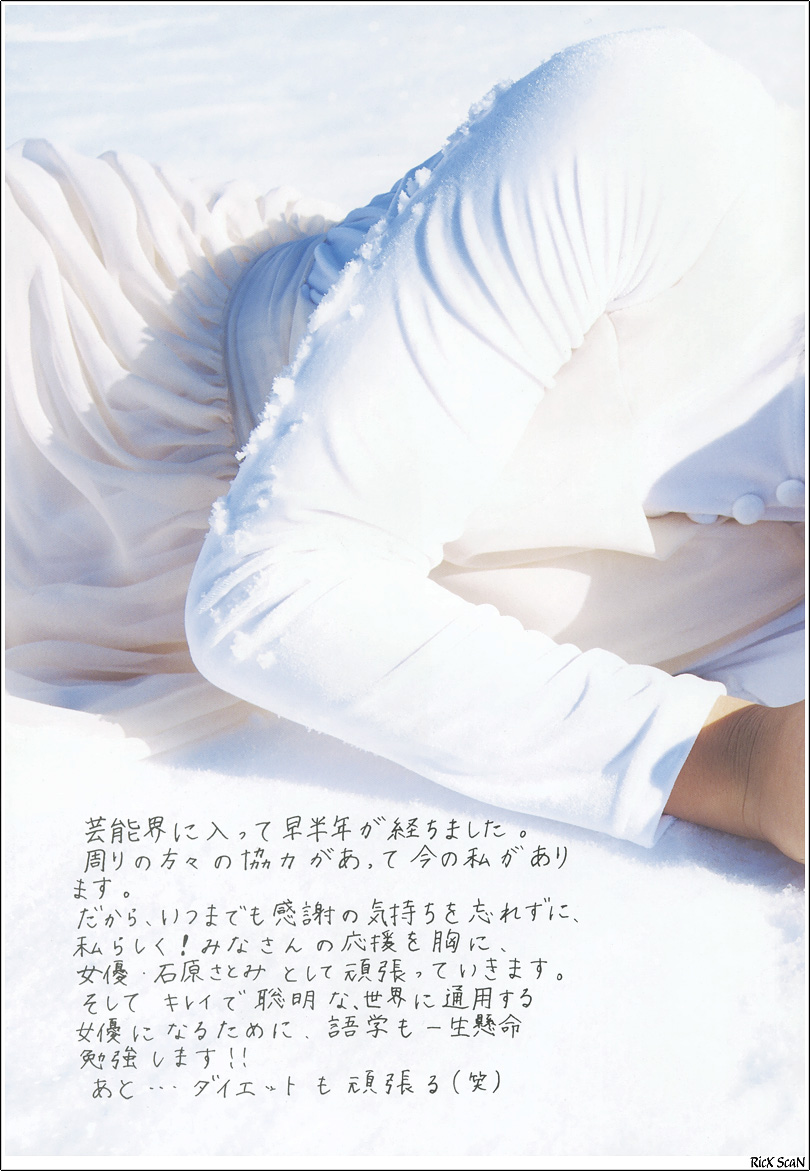 芸能界に入って早半年が経ちました。
周りの方々の協力があって今の私があり
ます。
だから、いつまでも感謝の気持ちを忘れずに、
私らしく!みなさんの応援を胸に、
女優・石原さとみとして頑張っていきます。
そしてキレイで聡明な、世界に通用する
女優になるために、語学も一生懸命
勉強します!!
あと…ダイエットも頑張る(笑)
RicX ScaN